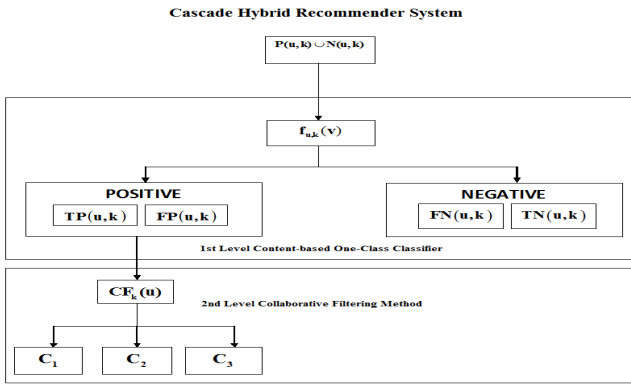 Cascade Hybrid Recommender System
P(u,k) ∪ N(u,k)
f_{u,k}(v)
POSITIVE
TP(u,k) FP(u,k)
NEGATIVE
FN(u,k) TN(u,k)
1st Level Content-based One-Class Classifier
CF_k(u)
2nd Level Collaborative Filtering Method
C₁ C₂ C₃